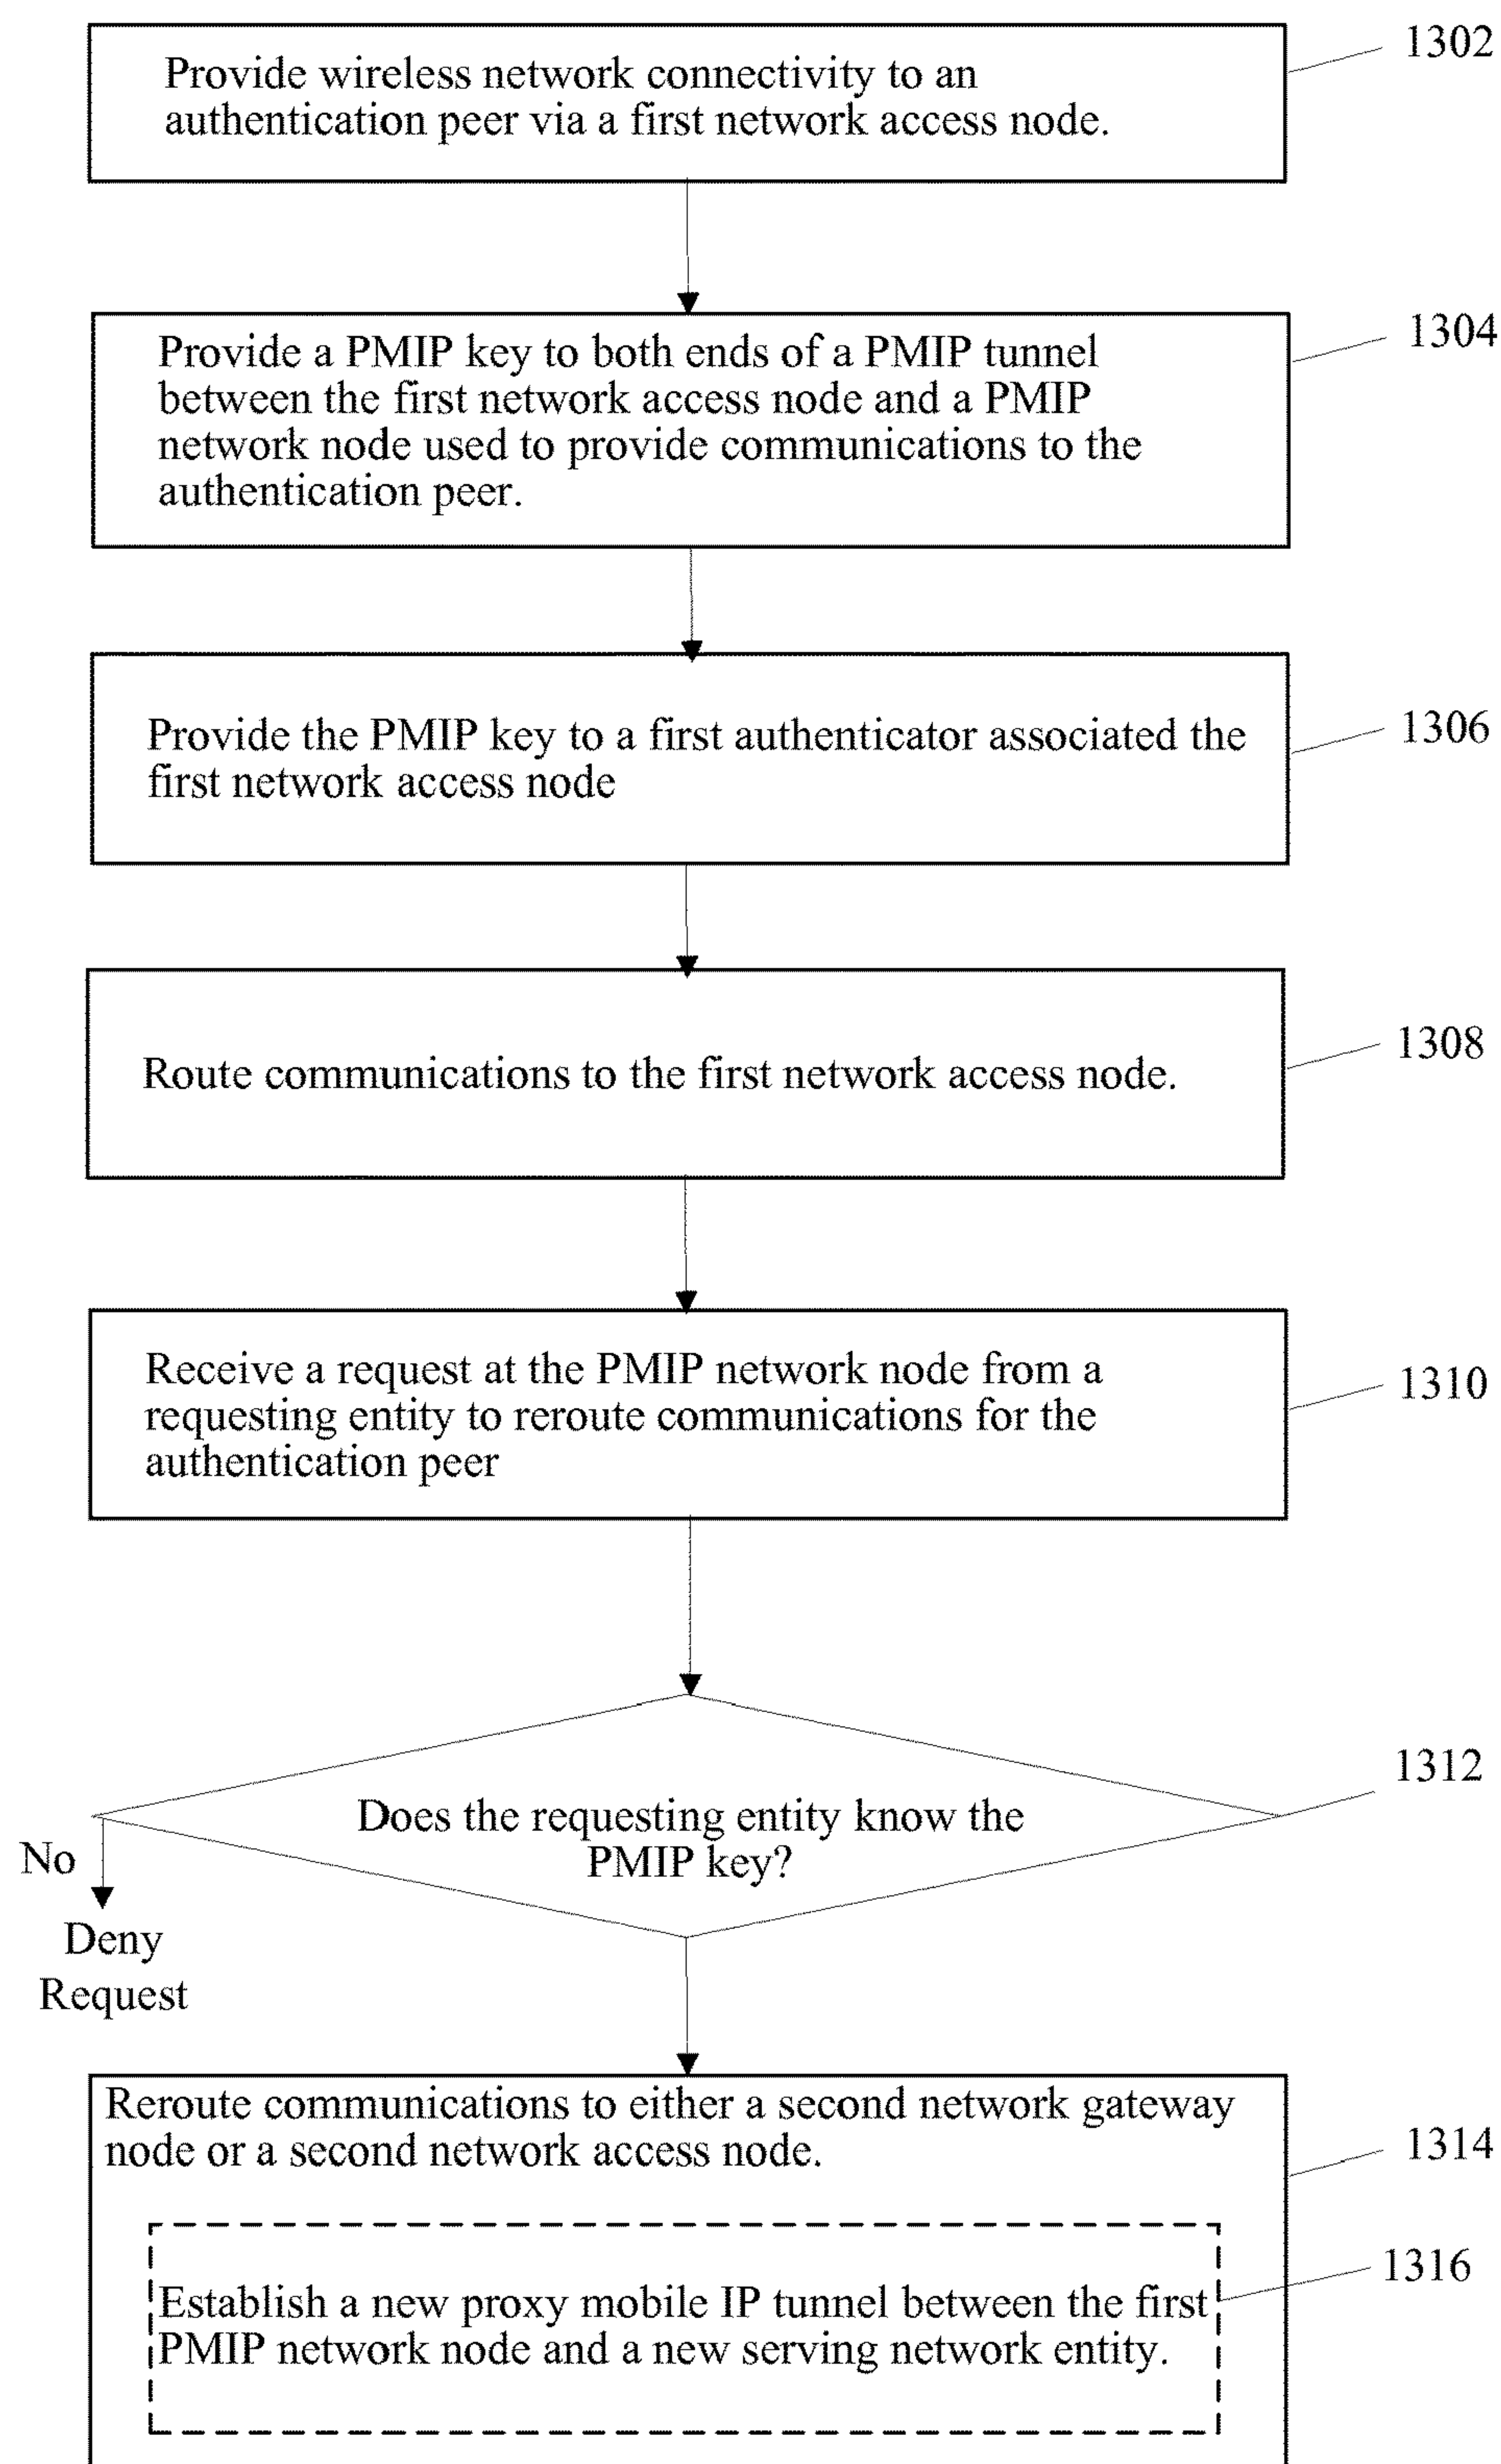 Provide wireless network connectivity to an
authentication peer via a first network access node.
1302
Provide a PMIP key to both ends of a PMIP tunnel
between the first network access node and a PMIP
network node used to provide communications to the
authentication peer.
1304
Provide the PMIP key to a first authenticator associated the
first network access node
1306
Route communications to the first network access node.
1308
Receive a request at the PMIP network node from a
requesting entity to reroute communications for the
authentication peer
1310
Does the requesting entity know the
PMIP key?
1312
No
Deny
Request
Reroute communications to either a second network gateway
node or a second network access node.
1314
Establish a new proxy mobile IP tunnel between the first
PMIP network node and a new serving network entity.
1316